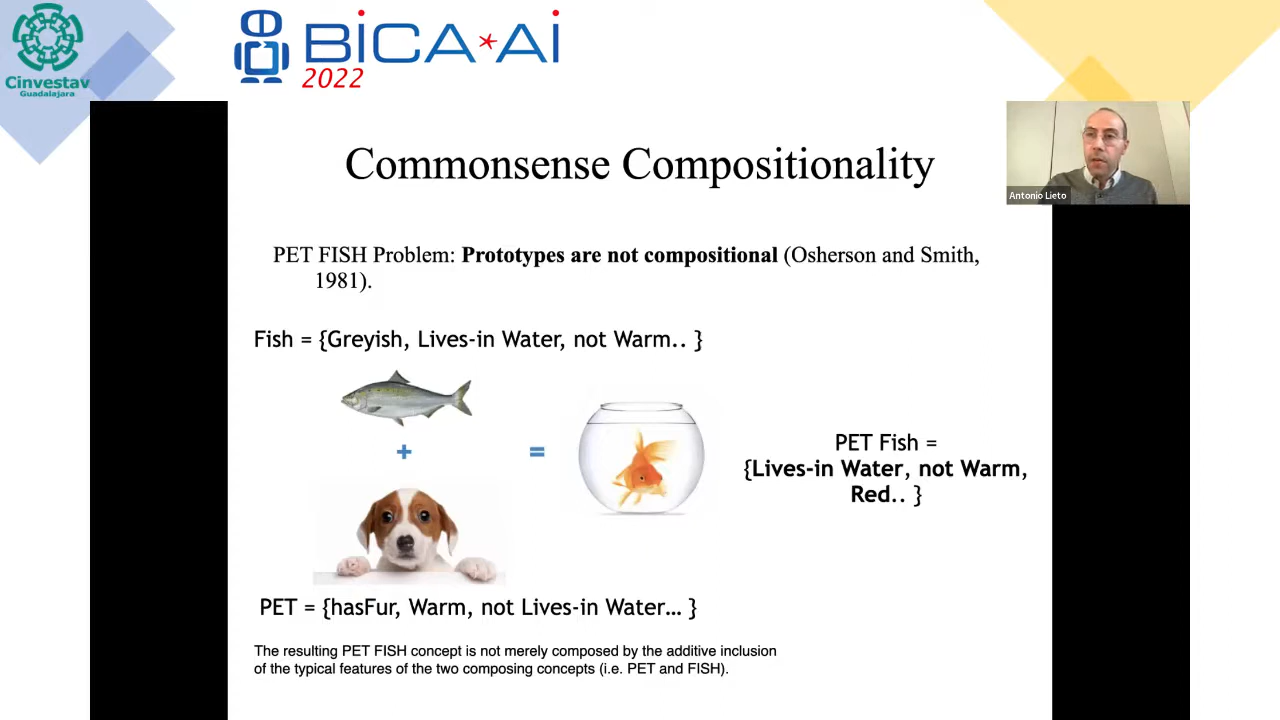 Cinvestav
Guadalajara
BiCA*Ai
2022
Commonsense Compositionality
Antonio Lieto
PET FISH Problem: Prototypes are not compositional (Osherson and Smith,
1981).
Fish = {Greyish, Lives-in Water, not Warm.. }
+
=
PET Fish =
{Lives-in Water, not Warm,
Red.. }
PET = {hasFur, Warm, not Lives-in Water… }
The resulting PET FISH concept is not merely composed by the additive inclusion
of the typical features of the two composing concepts (i.e. PET and FISH).